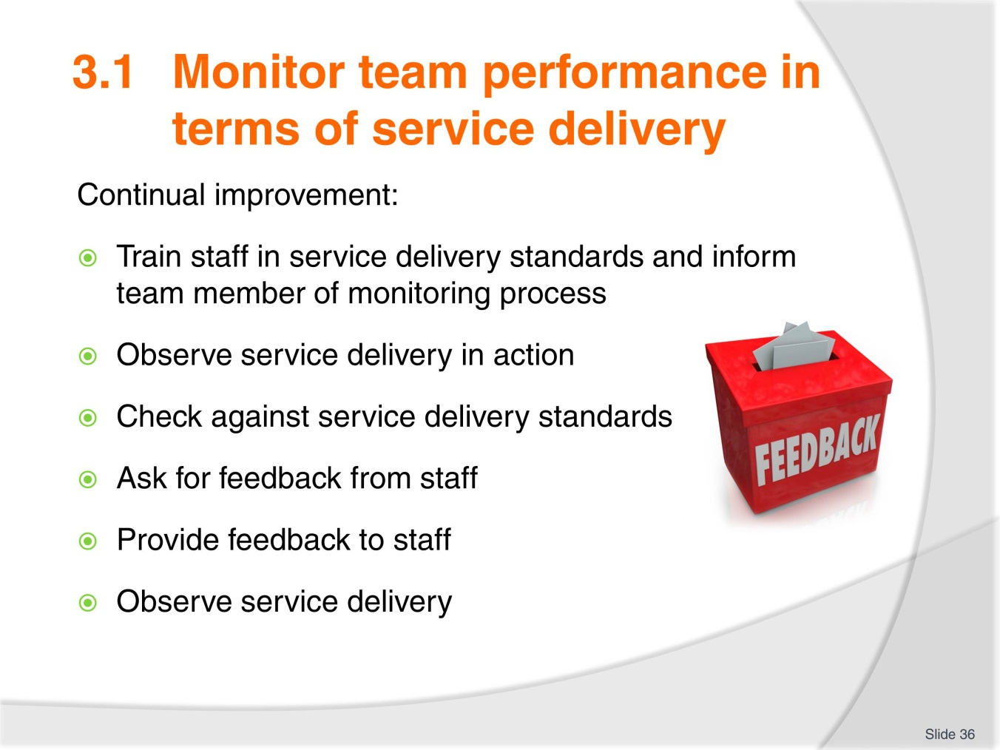 3.1 Monitor team performance in
terms of service delivery
Continual improvement:
Train staff in service delivery standards and inform
team member of monitoring process
Observe service delivery in action
Check against service delivery standards
Ask for feedback from staff
Provide feedback to staff
Observe service delivery
FEEDBACK
Slide 36